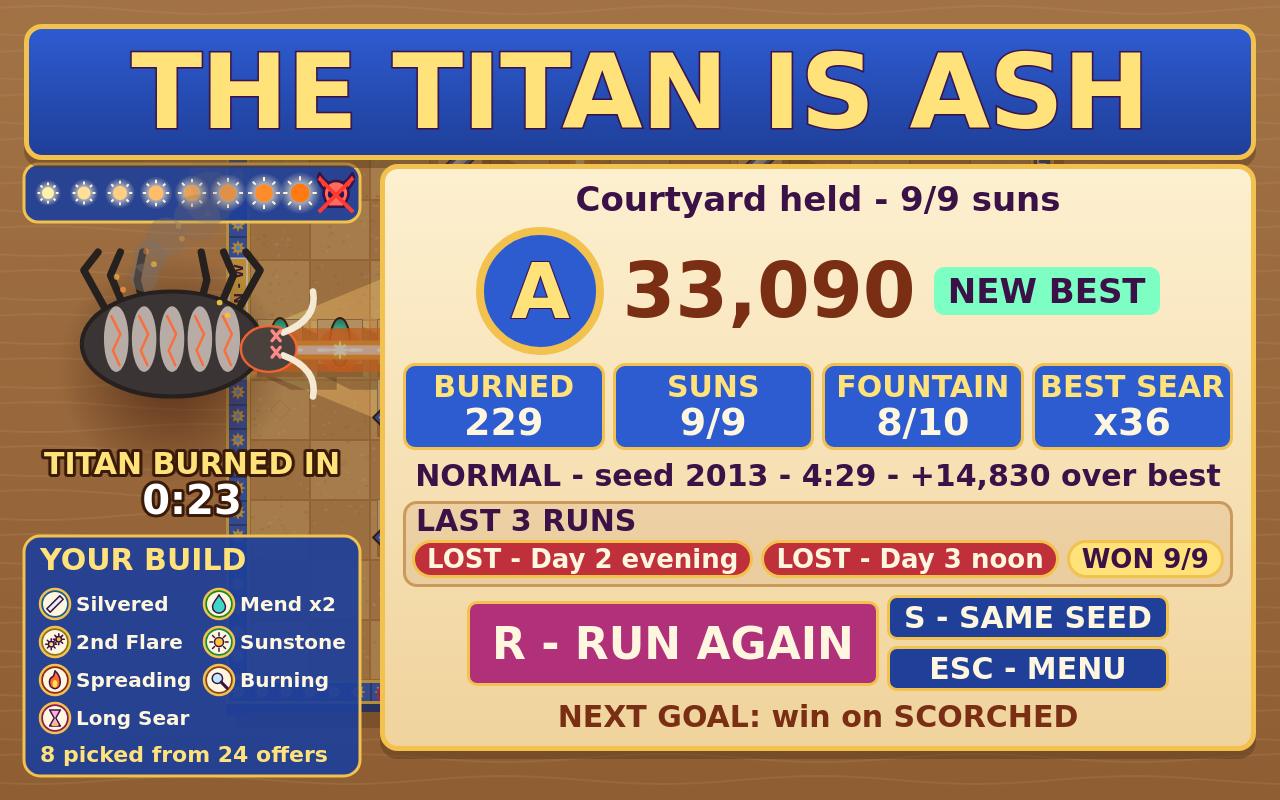 THE TITAN IS ASH
Courtyard held - 9/9 suns
A 33,090 NEW BEST
BURNED SUNS FOUNTAIN BEST SEAR
229 9/9 8/10 x36
NORMAL - seed 2013 - 4:29 - +14,830 over best
LAST 3 RUNS
LOST - Day 2 evening LOST - Day 3 noon WON 9/9
R - RUN AGAIN
S - SAME SEED
ESC - MENU
NEXT GOAL: win on SCORCHED
TITAN BURNED IN
0:23
YOUR BUILD
Silvered Mend x2
2nd Flare Sunstone
Spreading Burning
Long Sear
8 picked from 24 offers